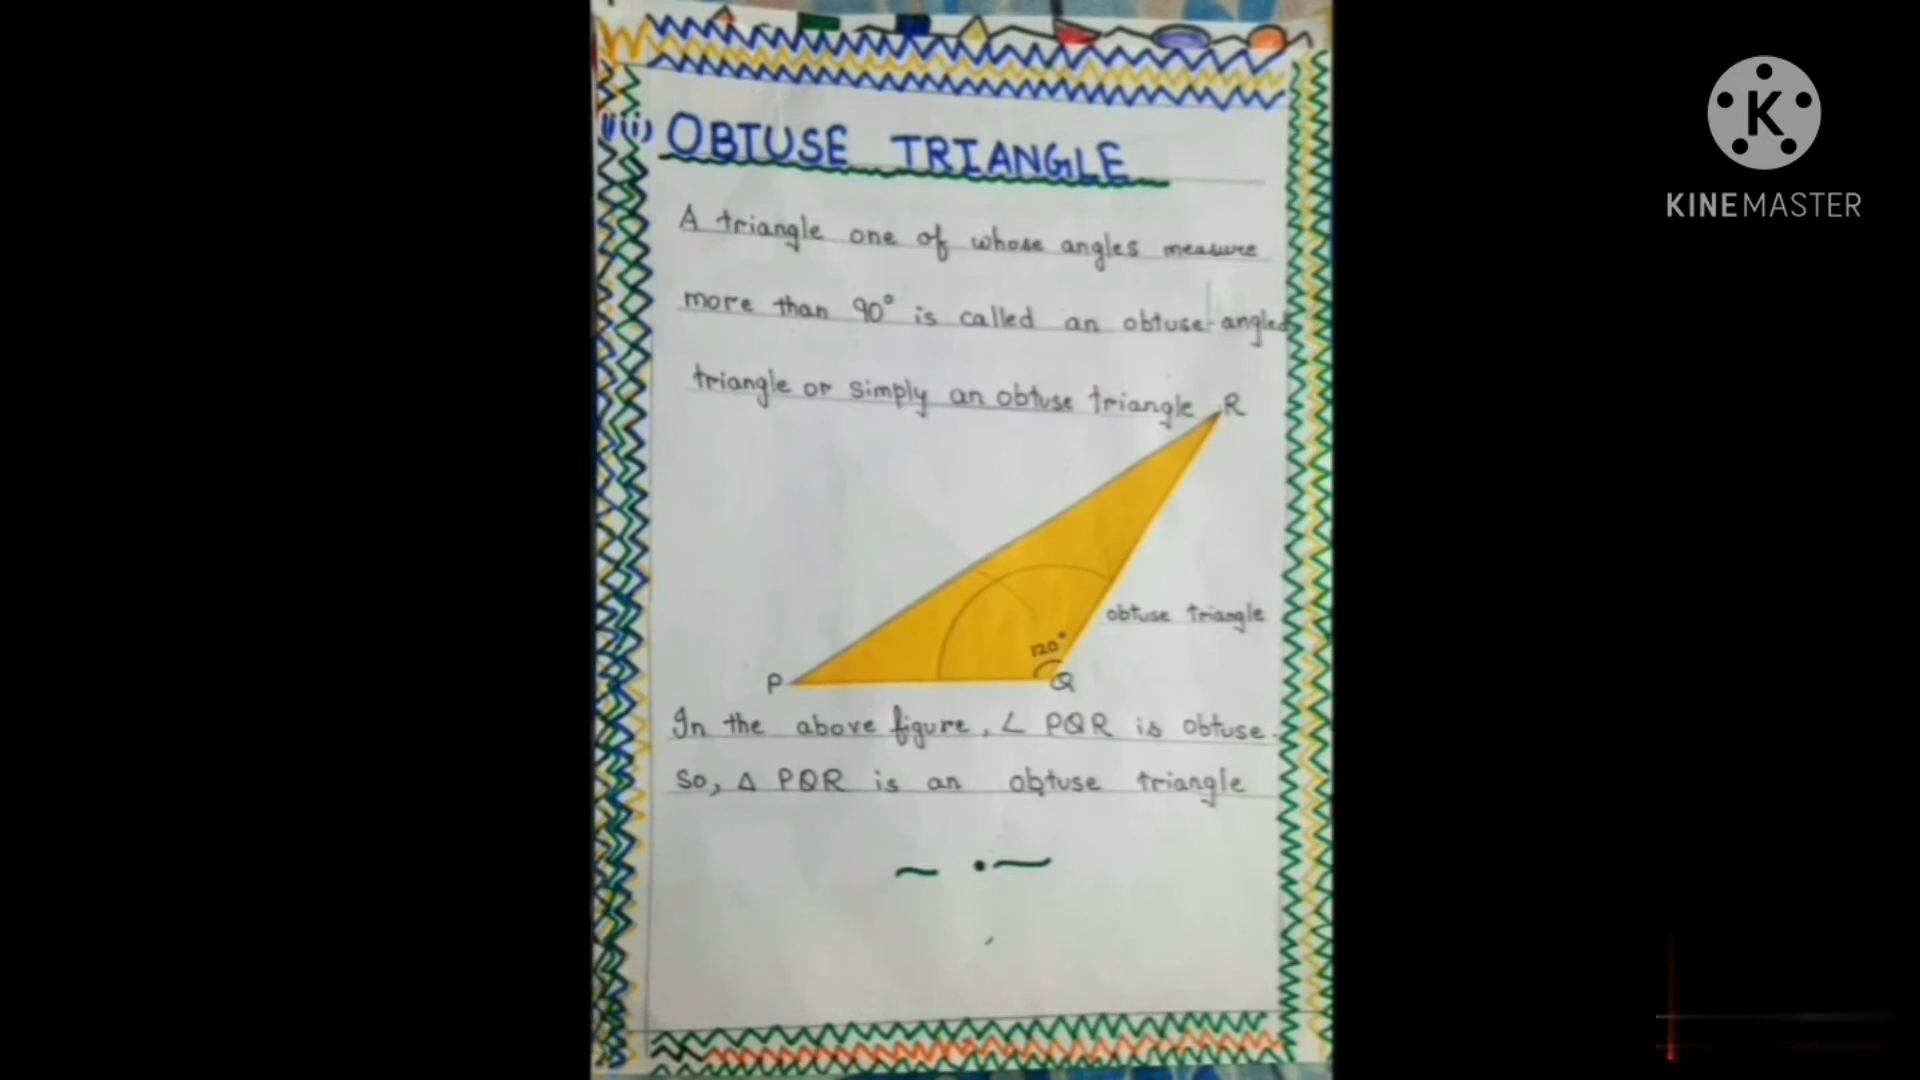 iii) OBTUSE TRIANGLE
A triangle one of whose angles measure
more than 90° is called an obtuse-angled
triangle or simply an obtuse triangle
R
120°
obtuse triangle
P
Q
In the above figure, ∠ PQR is obtuse.
So, Δ PQR is an obtuse triangle
K
KINEMASTER